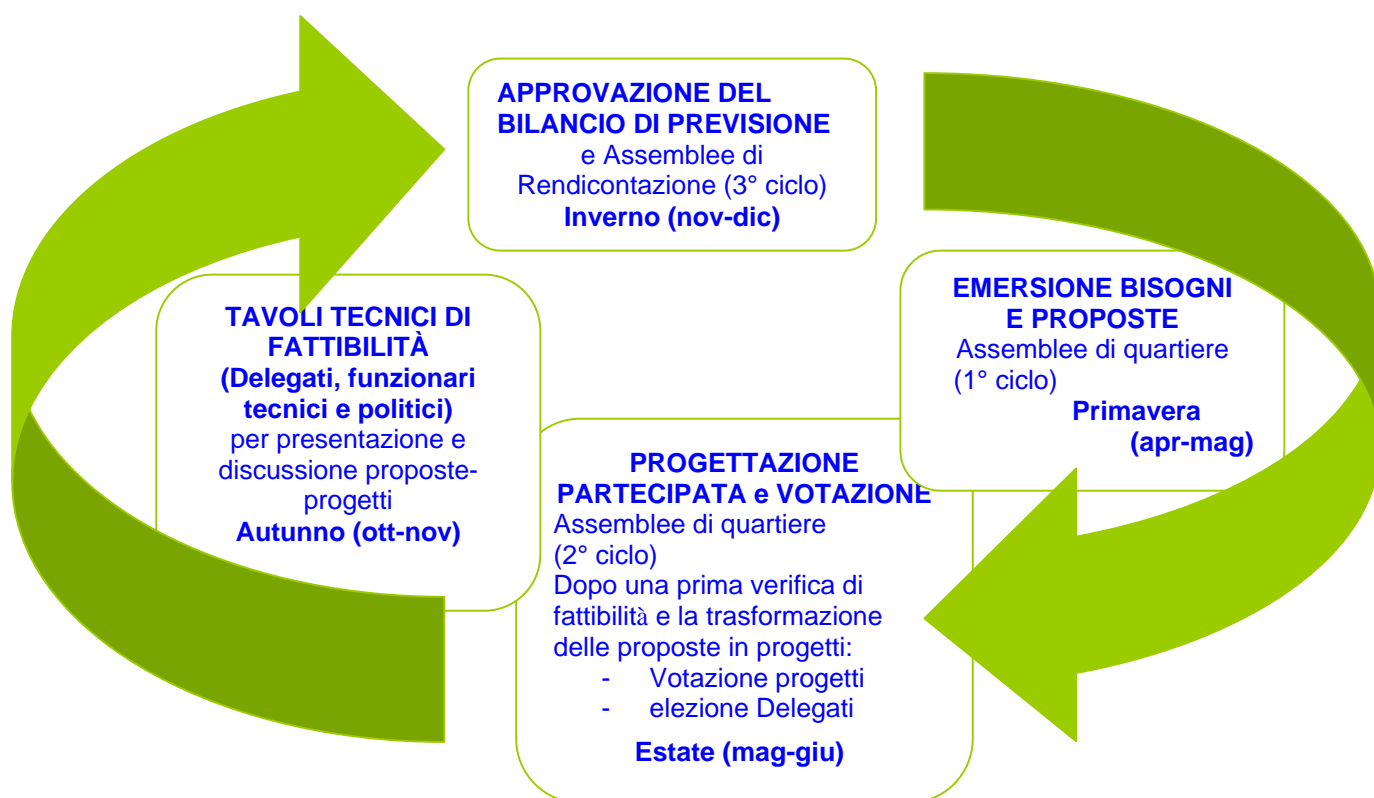 APPROVAZIONE DEL
BILANCIO DI PREVISIONE
e Assemblee di
Rendicontazione (3° ciclo)
Inverno (nov-dic)
EMERSIONE BISOGNI
E PROPOSTE
Assemblee di quartiere
(1° ciclo)
Primavera
(apr-mag)
PROGETTAZIONE
PARTECIPATA e VOTAZIONE
Assemblee di quartiere
(2° ciclo)
Dopo una prima verifica di
fattibilità e la trasformazione
delle proposte in progetti:
- Votazione progetti
- elezione Delegati
Estate (mag-giu)
TAVOLI TECNICI DI
FATTIBILITÀ
(Delegati, funzionari
tecnici e politici)
per presentazione e
discussione proposte-
progetti
Autunno (ott-nov)